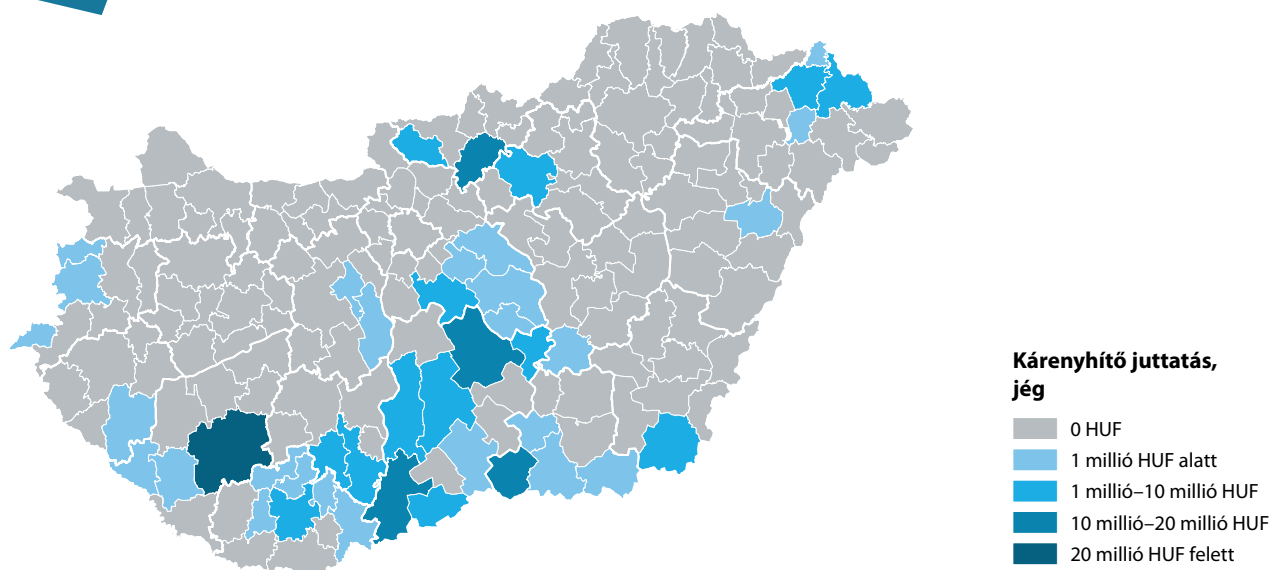 Kárenyhítő juttatás,
jég
0 HUF
1 millió HUF alatt
1 millió–10 millió HUF
10 millió–20 millió HUF
20 millió HUF felett